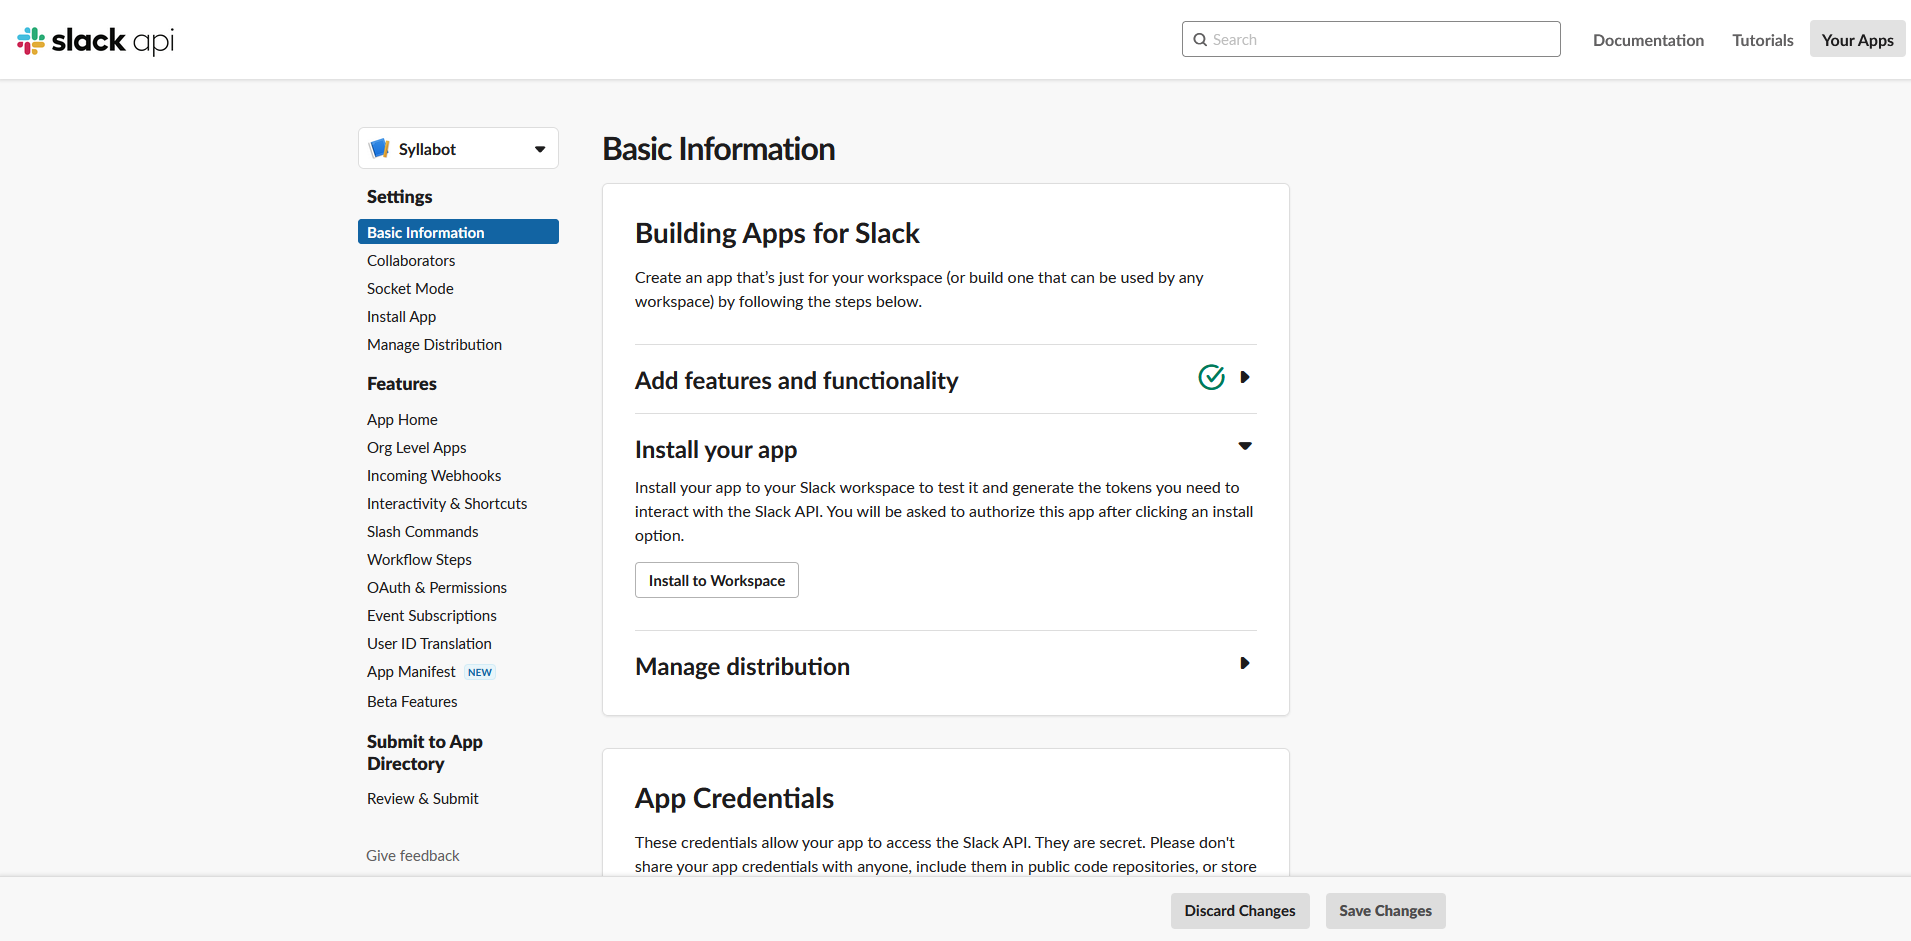 slack api
Search
Documentation
Tutorials
Your Apps
Syllabot
Settings
Basic Information
Collaborators
Socket Mode
Install App
Manage Distribution
Features
App Home
Org Level Apps
Incoming Webhooks
Interactivity & Shortcuts
Slash Commands
Workflow Steps
OAuth & Permissions
Event Subscriptions
User ID Translation
App Manifest NEW
Beta Features
Submit to App
Directory
Review & Submit
Give feedback
Basic Information
Building Apps for Slack
Create an app that’s just for your workspace (or build one that can be used by any
workspace) by following the steps below.
Add features and functionality
Install your app
Install your app to your Slack workspace to test it and generate the tokens you need to
interact with the Slack API. You will be asked to authorize this app after clicking an install
option.
Install to Workspace
Manage distribution
App Credentials
These credentials allow your app to access the Slack API. They are secret. Please don't
share your app credentials with anyone, include them in public code repositories, or store
Discard Changes
Save Changes